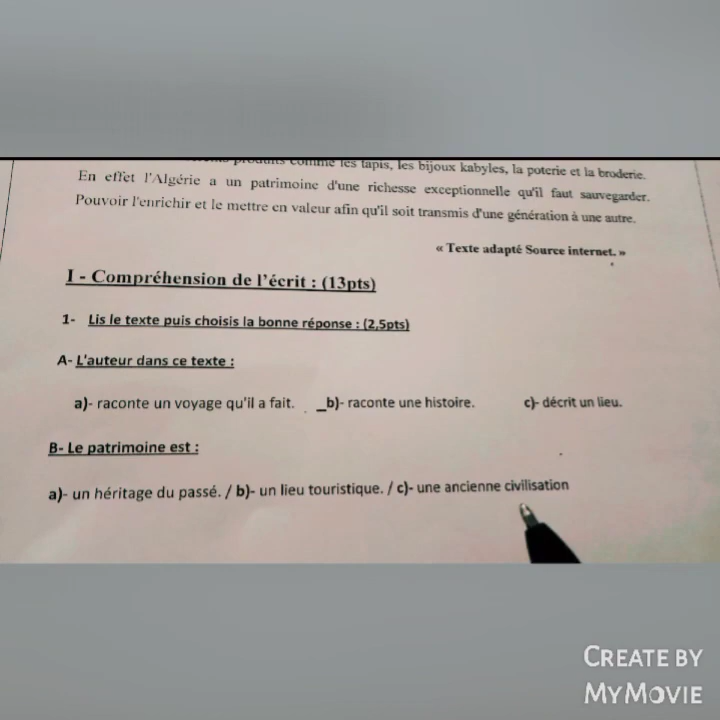 produits comme les tapis, les bijoux kabyles, la poterie et la broderie.
En effet l'Algérie a un patrimoine d'une richesse exceptionnelle qu'il faut sauvegarder.
Pouvoir l'enrichir et le mettre en valeur afin qu'il soit transmis d'une génération à une autre.
« Texte adapté Source internet. »
I - Compréhension de l'écrit : (13pts)
1- Lis le texte puis choisis la bonne réponse : (2,5pts)
A- L'auteur dans ce texte :
a)- raconte un voyage qu'il a fait. _b)- raconte une histoire. c)- décrit un lieu.
B- Le patrimoine est :
a)- un héritage du passé. / b)- un lieu touristique. / c)- une ancienne civilisation
CREATE BY
MYMOVIE